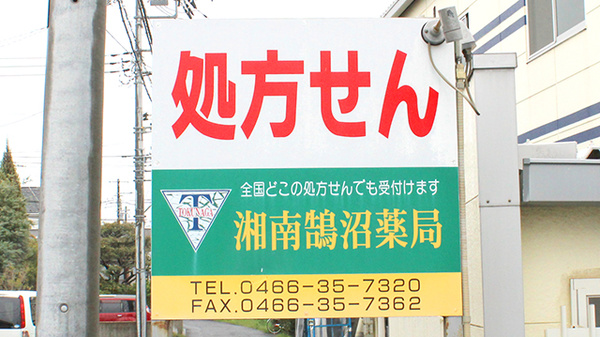 処方せん
全国どこの処方せんでも受付けます
T
TOKUNAGA
湘南鵠沼薬局
TEL.0466-35-7320
FAX.0466-35-7362